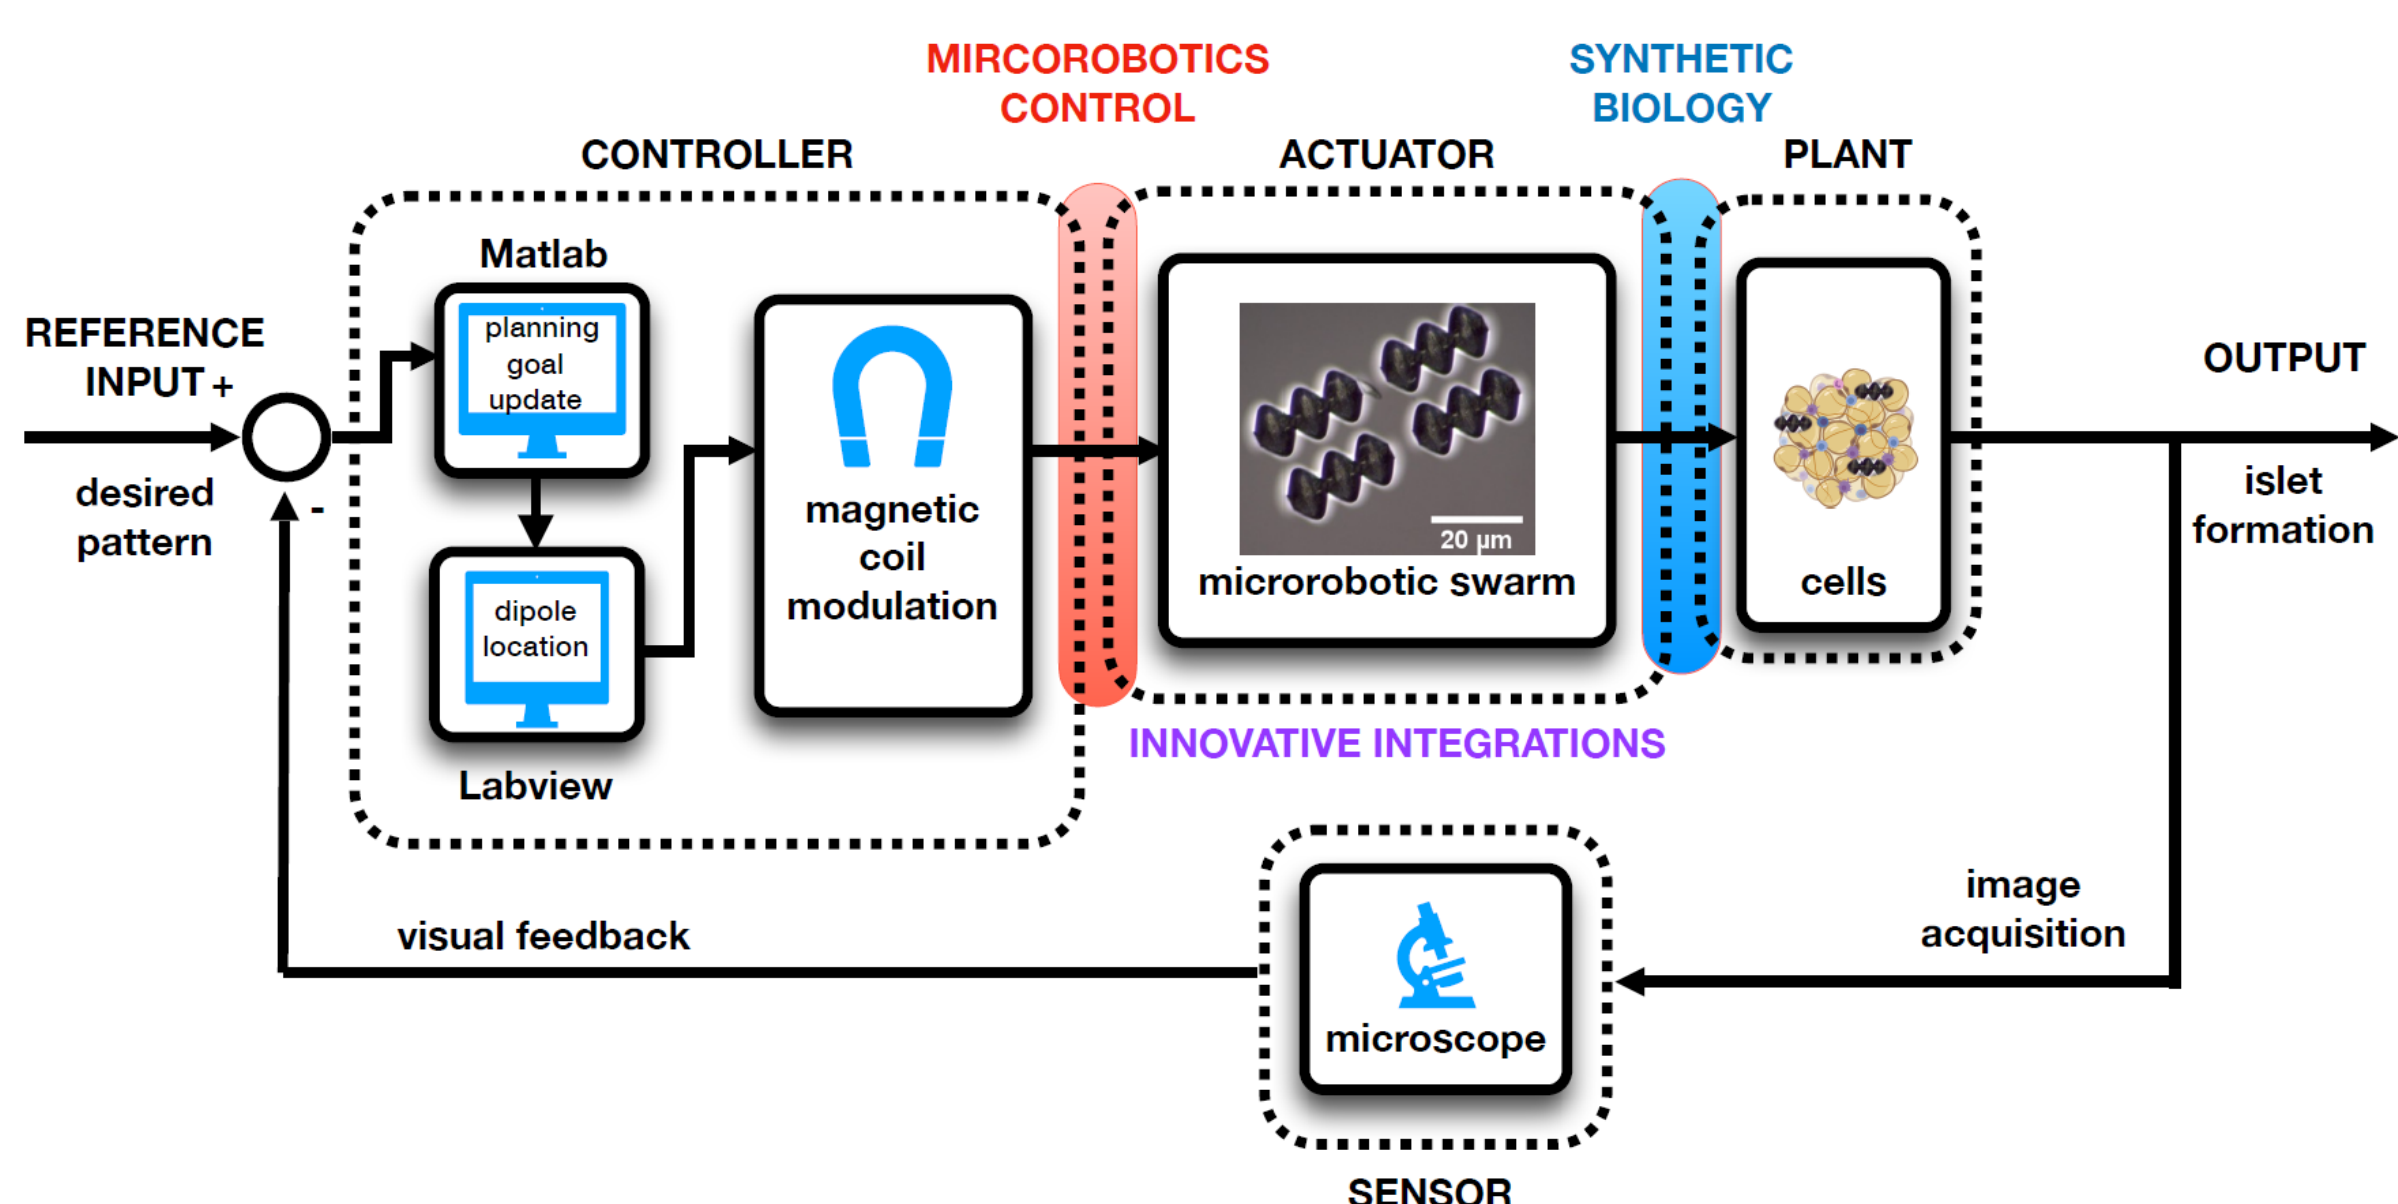 MIRCOROBOTICS
CONTROL
SYNTHETIC
BIOLOGY
CONTROLLER
ACTUATOR
PLANT
Matlab
planning
goal
update
REFERENCE
INPUT +
desired
pattern
-
dipole
location
Labview
magnetic
coil
modulation
20 µm
microrobotic swarm
cells
OUTPUT
islet
formation
INNOVATIVE INTEGRATIONS
image
acquisition
visual feedback
microscope
SENSOR